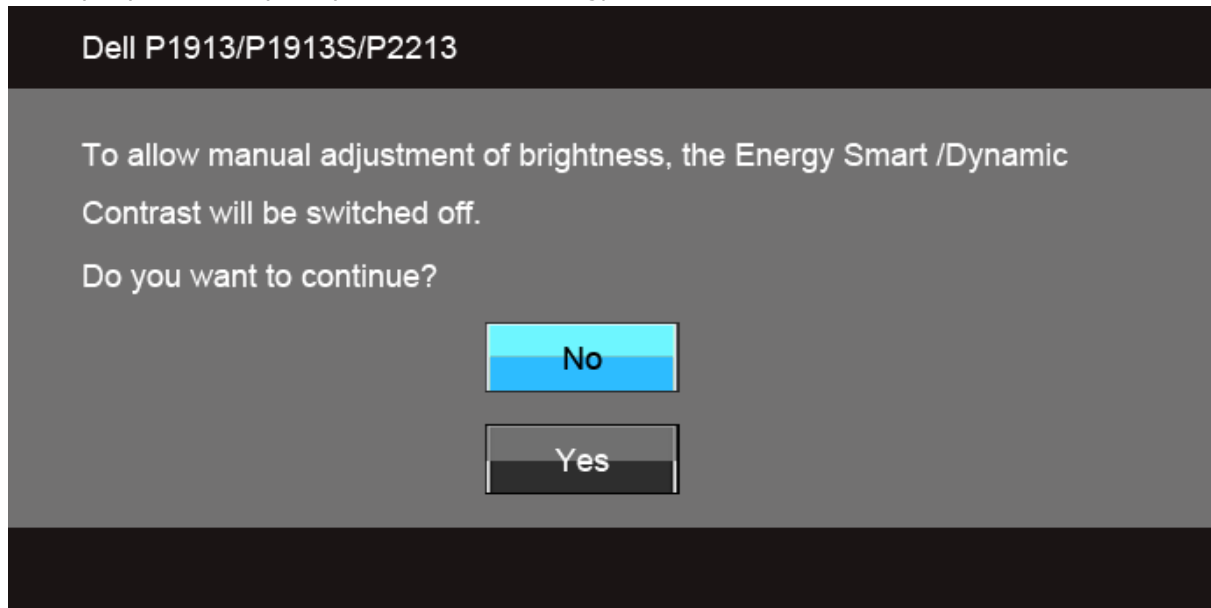 Dell P1913/P1913S/P2213
To allow manual adjustment of brightness, the Energy Smart /Dynamic
Contrast will be switched off.
Do you want to continue?
No
Yes